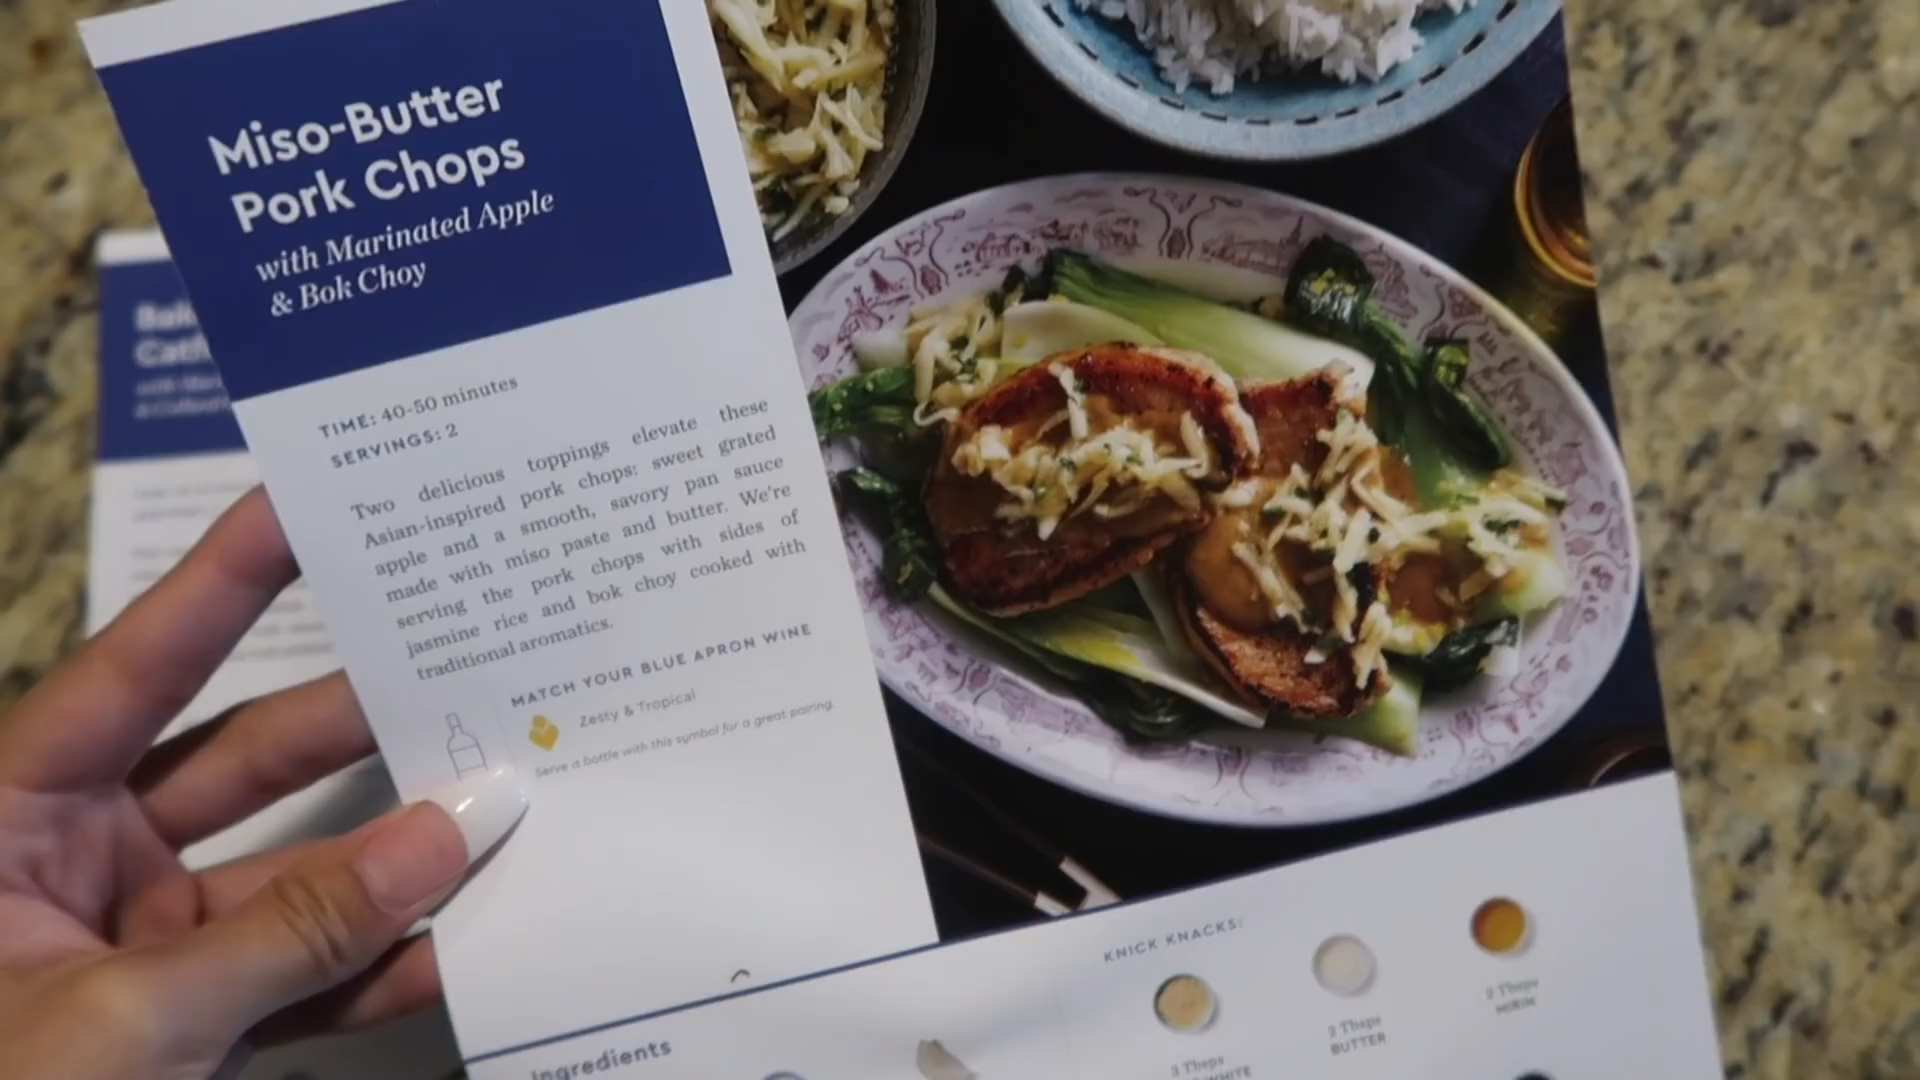 Miso-Butter
Pork Chops
with Marinated Apple
& Bok Choy
TIME: 40-50 minutes
SERVINGS: 2
Two delicious toppings elevate these
Asian-inspired pork chops: sweet grated
apple and a smooth, savory pan sauce
made with miso paste and butter. We're
serving the pork chops with sides of
jasmine rice and bok choy cooked with
traditional aromatics.
MATCH YOUR BLUE APRON WINE
Zesty & Tropical
Serve a bottle with this symbol for a great pairing.
Ingredients
KNICK KNACKS:
3 Tbsps
WHITE
2 Tbsps
BUTTER
2 Tbsps
MIRIN